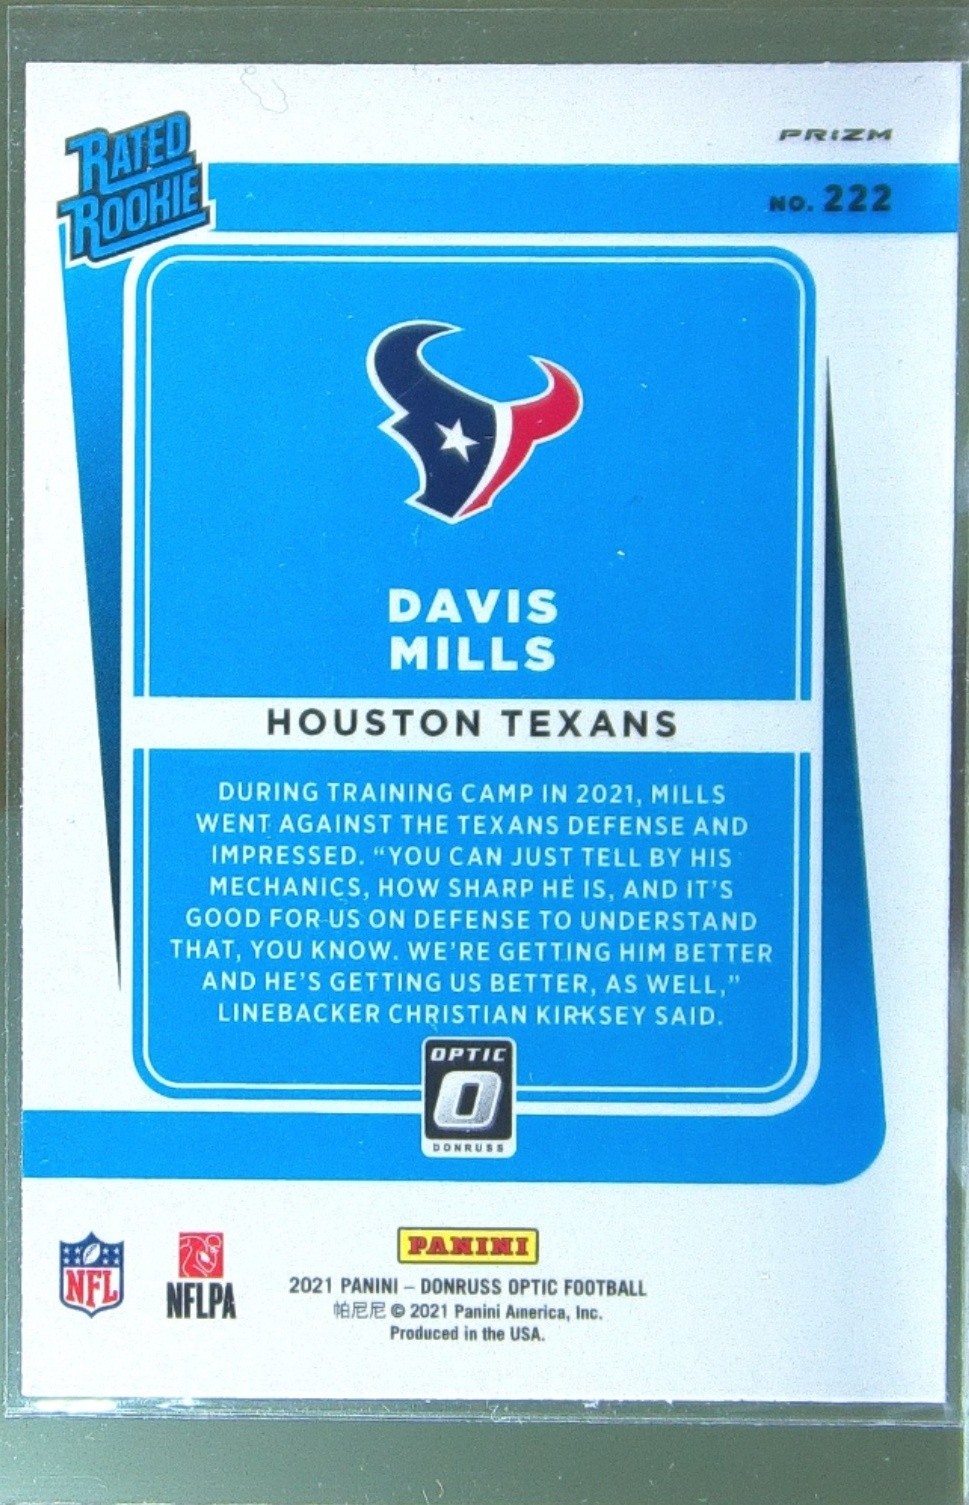 RATED
ROOKIE
PRIZM
NO. 222
DAVIS
MILLS
HOUSTON TEXANS
DURING TRAINING CAMP IN 2021, MILLS
WENT AGAINST THE TEXANS DEFENSE AND
IMPRESSED. “YOU CAN JUST TELL BY HIS
MECHANICS, HOW SHARP HE IS, AND IT’S
GOOD FOR US ON DEFENSE TO UNDERSTAND
THAT, YOU KNOW. WE’RE GETTING HIM BETTER
AND HE’S GETTING US BETTER, AS WELL,”
LINEBACKER CHRISTIAN KIRKSEY SAID.
OPTIC
O
DONRUSS
NFL
NFLPA
PANINI
2021 PANINI – DONRUSS OPTIC FOOTBALL
帕尼尼 © 2021 Panini America, Inc.
Produced in the USA.